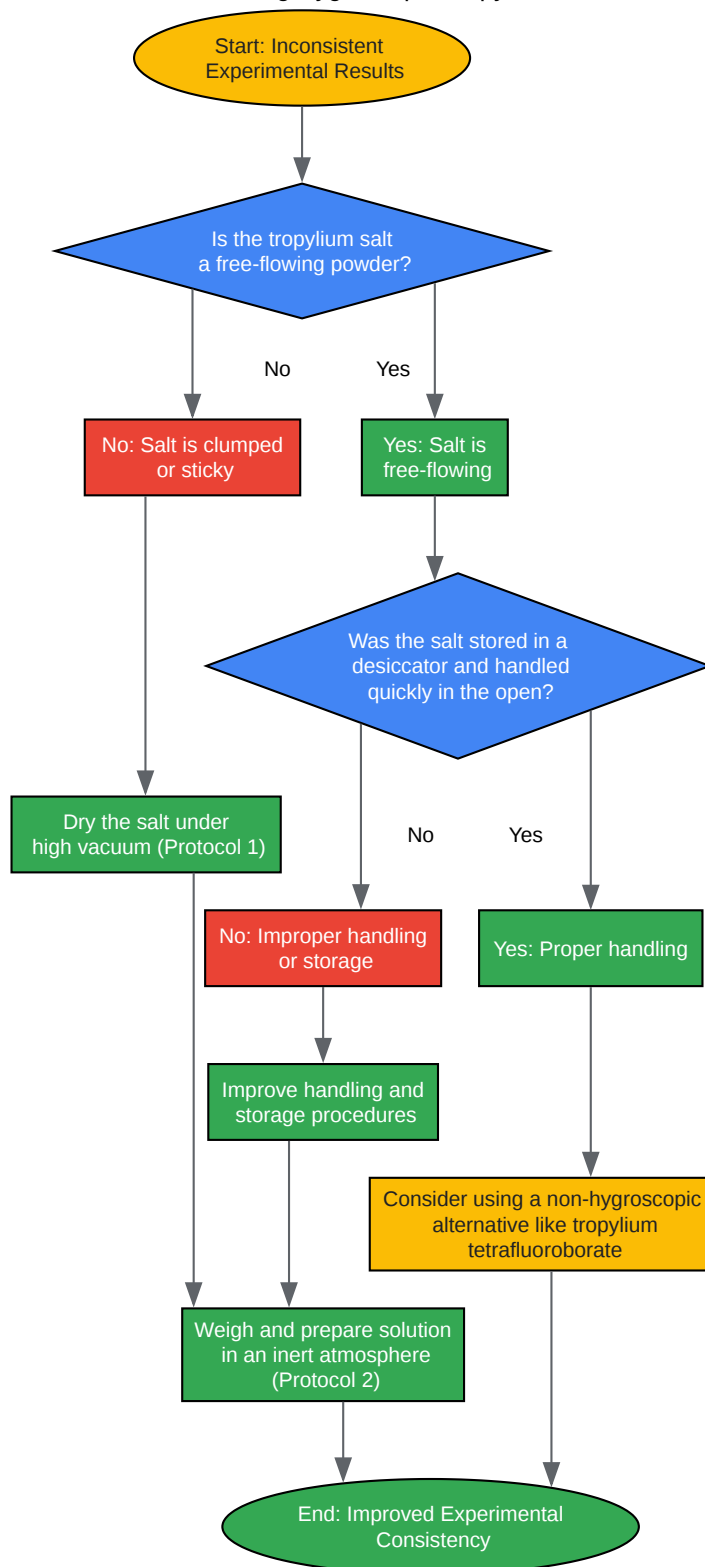 Start: Inconsistent
Experimental Results
Is the tropylium salt
a free-flowing powder?
No
Yes
No: Salt is clumped
or sticky
Yes: Salt is
free-flowing
Was the salt stored in a
desiccator and handled
quickly in the open?
Dry the salt under
high vacuum (Protocol 1)
No
Yes
No: Improper handling
or storage
Yes: Proper handling
Improve handling and
storage procedures
Consider using a non-hygroscopic
alternative like tropylium
tetrafluoroborate
Weigh and prepare solution
in an inert atmosphere
(Protocol 2)
End: Improved Experimental
Consistency